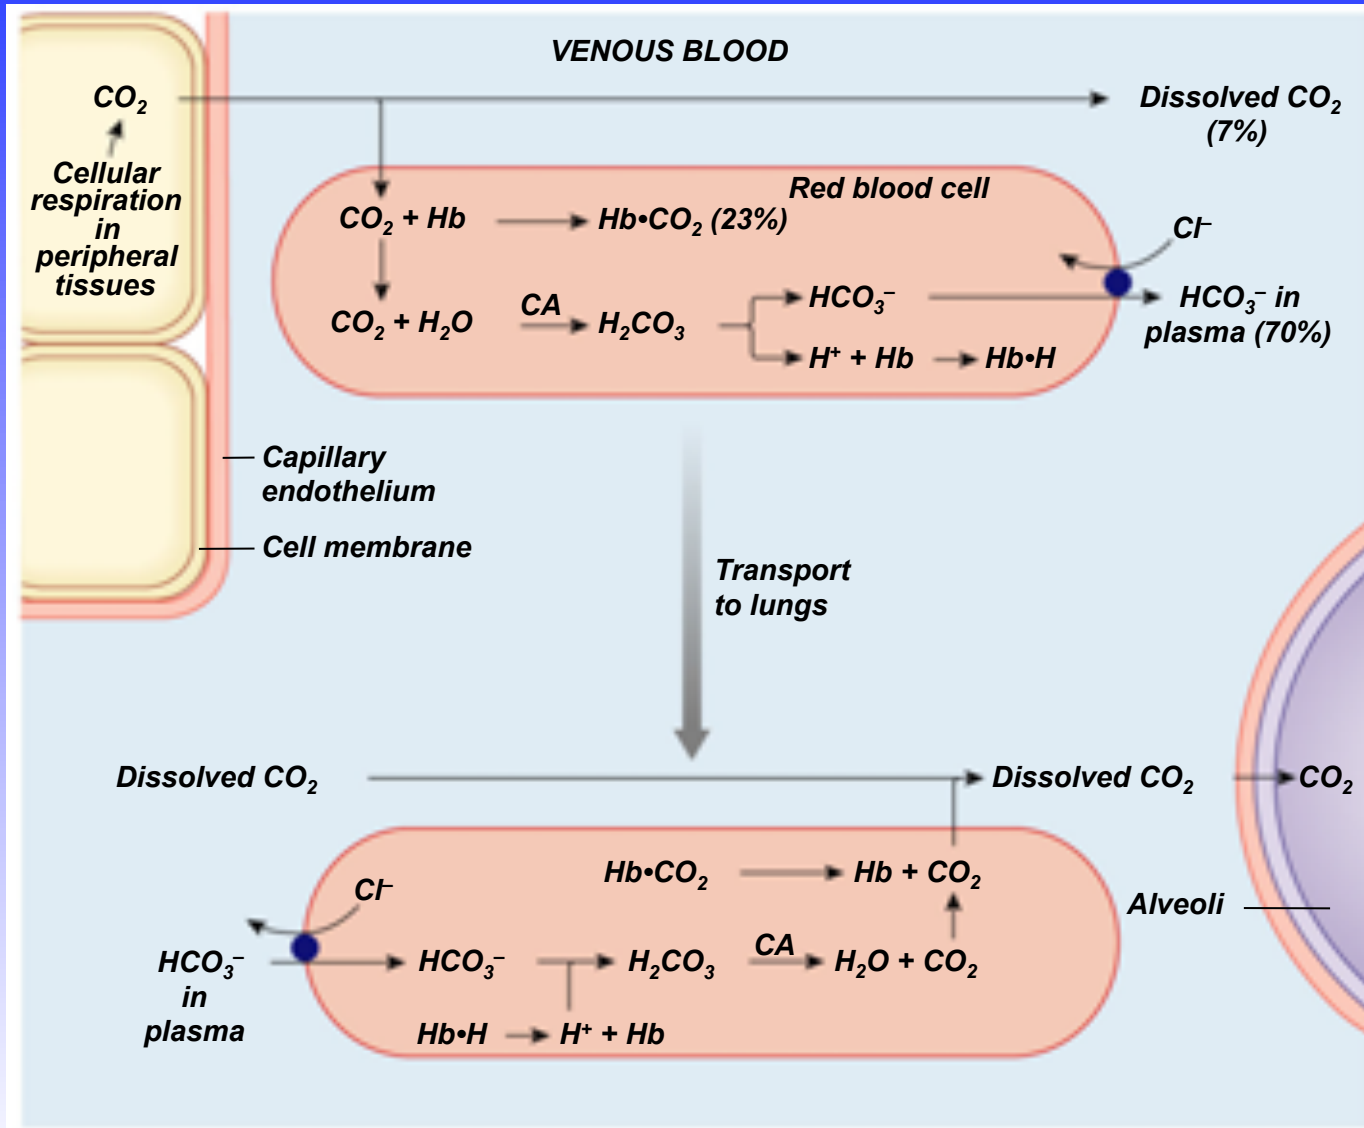 VENOUS BLOOD
CO₂
Dissolved CO₂
(7%)
Cellular
respiration
in
peripheral
tissues
Red blood cell
CO₂ + Hb
Hb•CO₂ (23%)
Cl⁻
CO₂ + H₂O
CA
H₂CO₃
HCO₃⁻
HCO₃⁻ in
plasma (70%)
H⁺ + Hb
Hb•H
Capillary
endothelium
Cell membrane
Transport
to lungs
Dissolved CO₂
Dissolved CO₂
CO₂
Hb•CO₂
Hb + CO₂
Cl⁻
Alveoli
HCO₃⁻
in
plasma
HCO₃⁻
H₂CO₃
CA
H₂O + CO₂
Hb•H
H⁺ + Hb